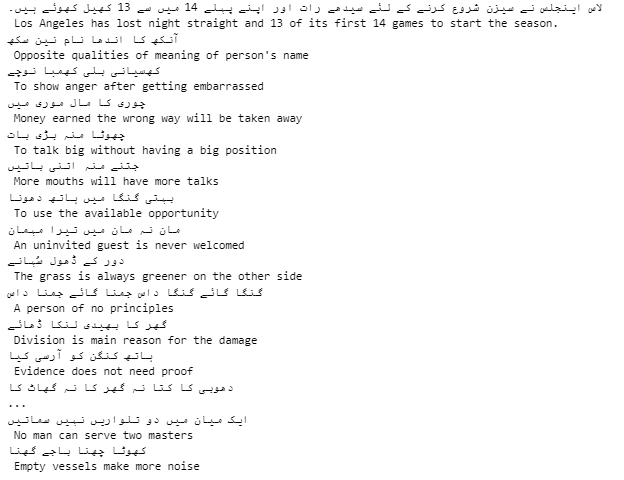 لاس اینجلس نے سیزن شروع کرنے کے لئے سیدھے رات اور اپنے پہلے 14 میں سے 13 کھیل کھوئے ہیں۔
Los Angeles has lost night straight and 13 of its first 14 games to start the season.
آنکھ کا اندھا نام نین سکھ
Opposite qualities of meaning of person's name
کھسیانی بلی کھمبا نوچے
To show anger after getting embarrassed
چوری کا مال موری میں
Money earned the wrong way will be taken away
چھوٹا منہ بڑی بات
To talk big without having a big position
جتنے منہ اتنی باتیں
More mouths will have more talks
بہتی گنگا میں ہاتھ دھونا
To use the available opportunity
مان نہ مان میں تیرا مہمان
An uninvited guest is never welcomed
دور کے ڈھول سُہانے
The grass is always greener on the other side
گنگا گائے گنگا داس جمنا گائے جمنا داس
A person of no principles
گھر کا بھیدی لنکا ڈھائے
Division is main reason for the damage
ہاتھ کنگن کو آرسی کیا
Evidence does not need proof
دھوبی کا کتا نہ گھر کا نہ گھاٹ کا
...
ایک میان میں دو تلواریں نہیں سماتیں
No man can serve two masters
کھوٹا چھنا باجے گھنا
Empty vessels make more noise